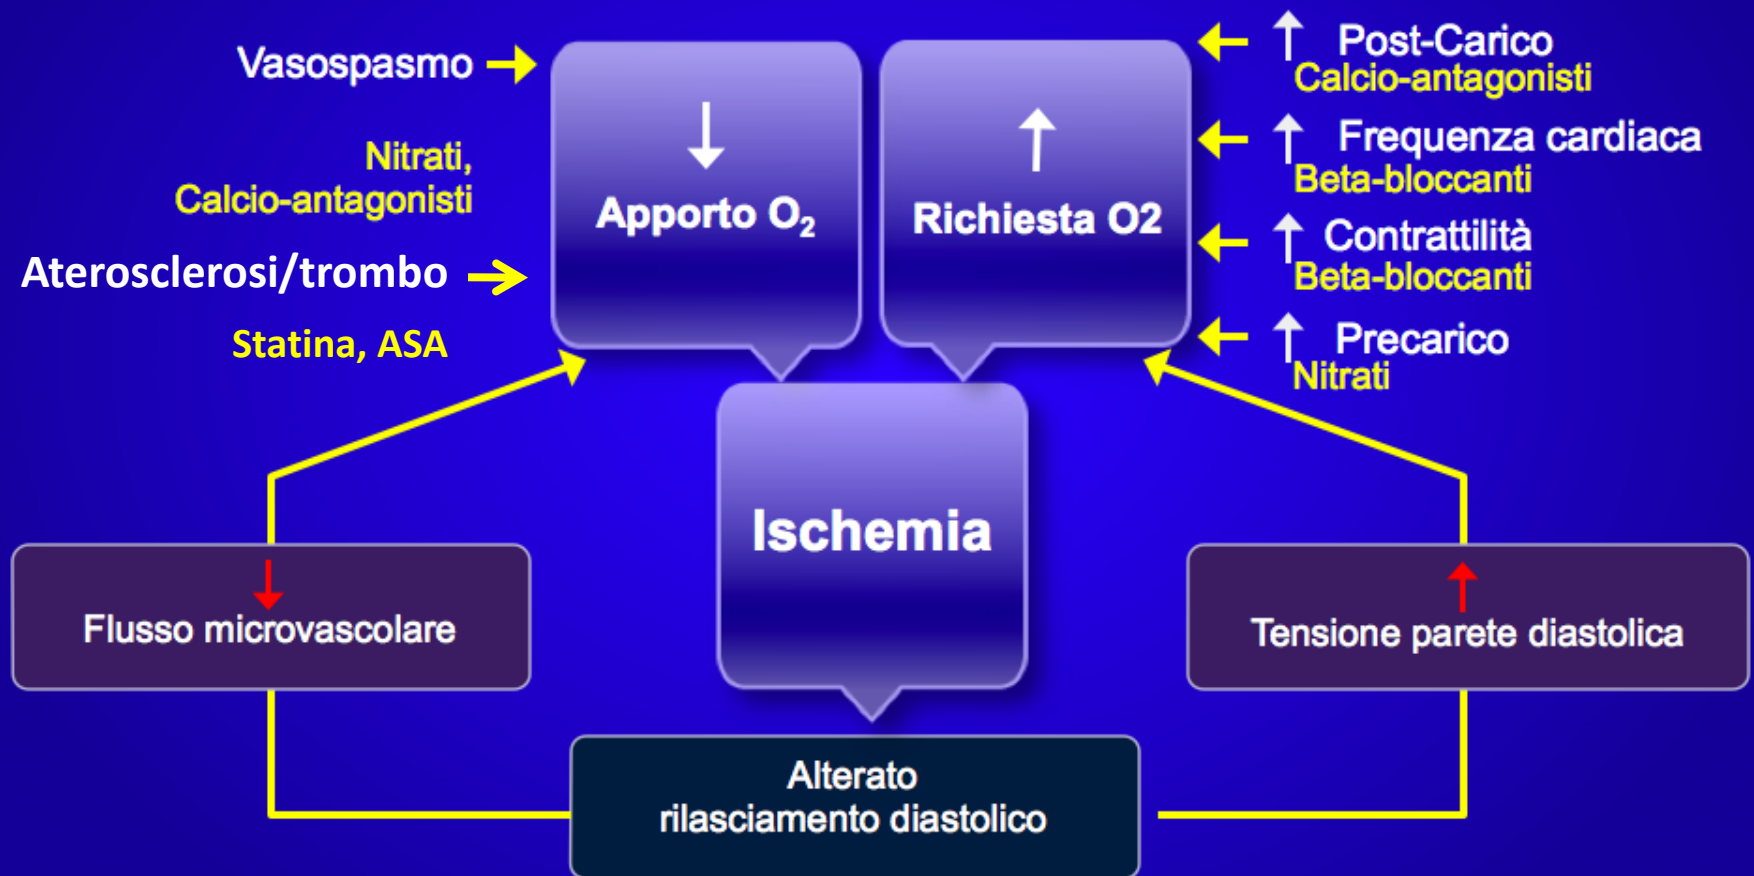 Vasospasmo
Nitrati,
Calcio-antagonisti
Aterosclerosi/trombo
Statina, ASA
↓
Apporto O₂
↑
Richiesta O2
↑ Post-Carico
Calcio-antagonisti
↑ Frequenza cardiaca
Beta-bloccanti
↑ Contrattilità
Beta-bloccanti
↑ Precarico
Nitrati
Ischemia
↓
Flusso microvascolare
↑
Tensione parete diastolica
Alterato
rilasciamento diastolico